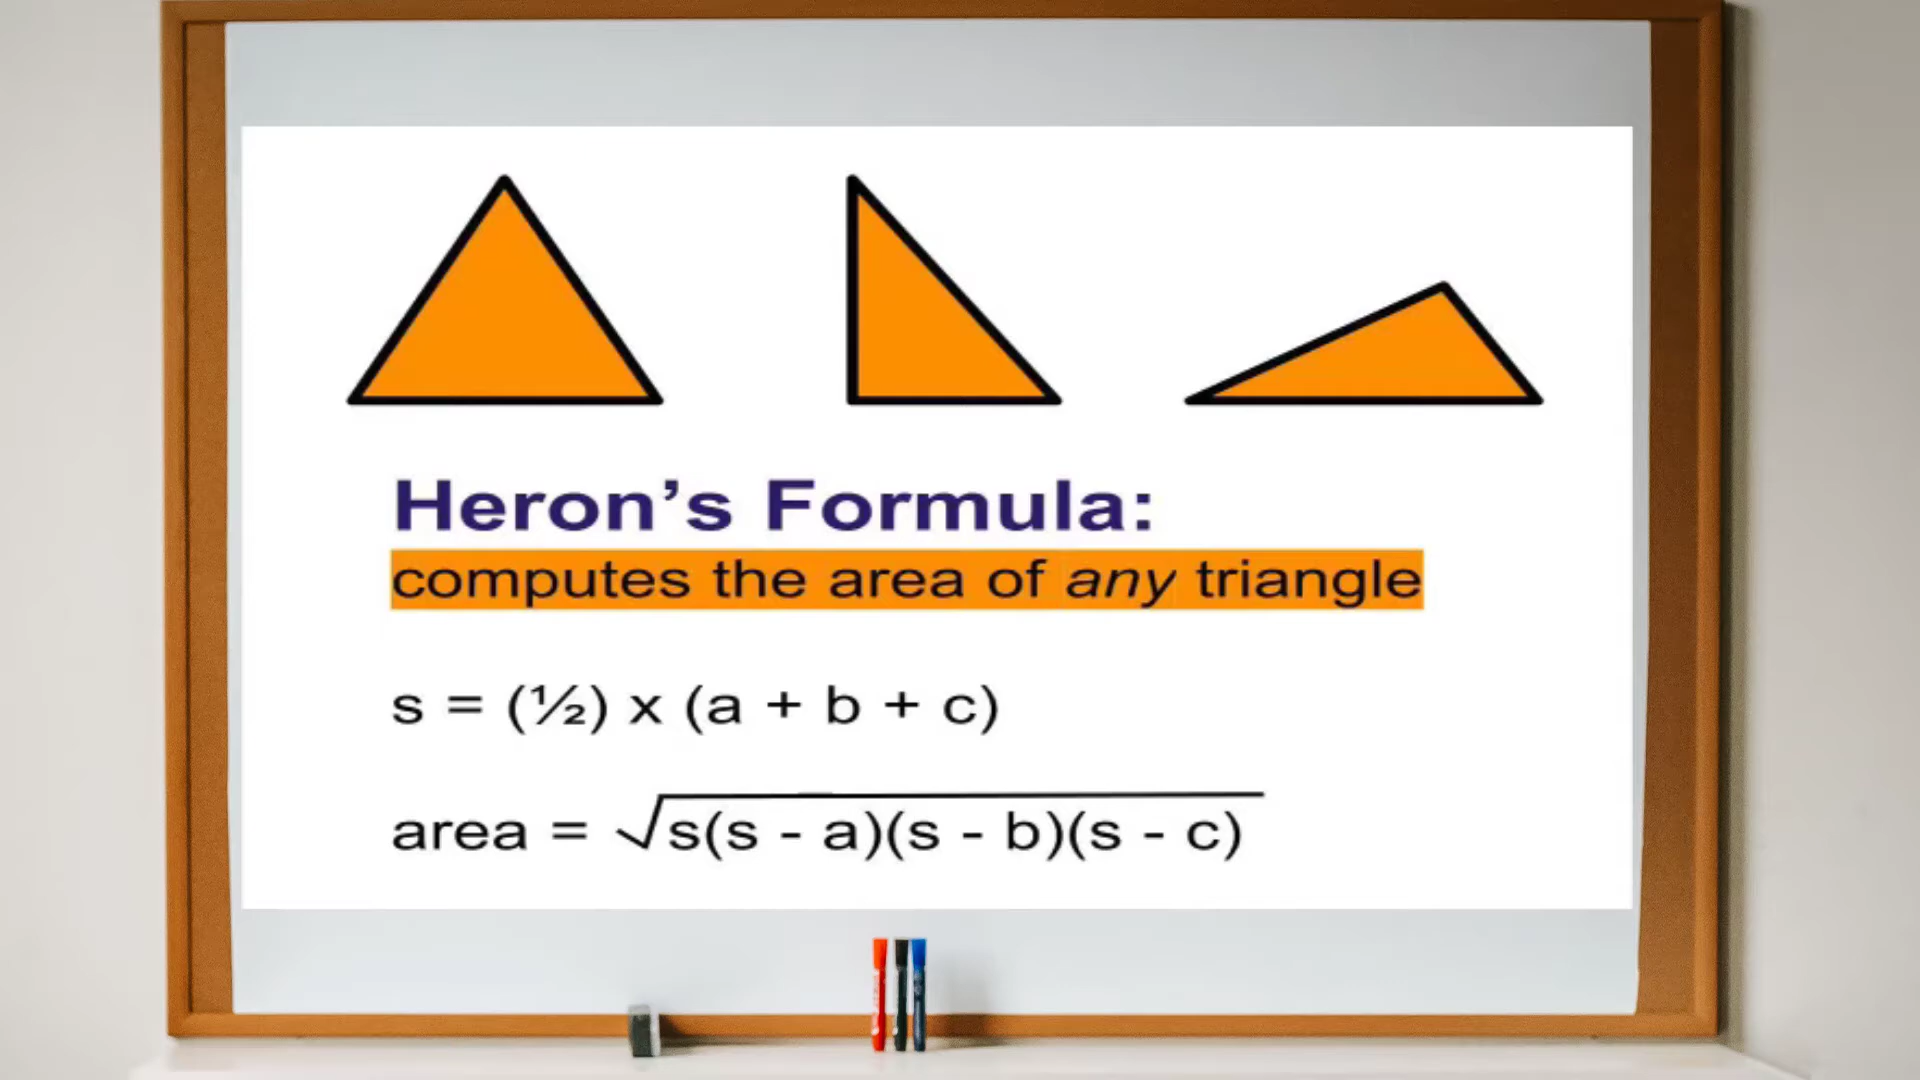 Heron’s Formula:
computes the area of any triangle
s = (½) x (a + b + c)
area = √s(s - a)(s - b)(s - c)